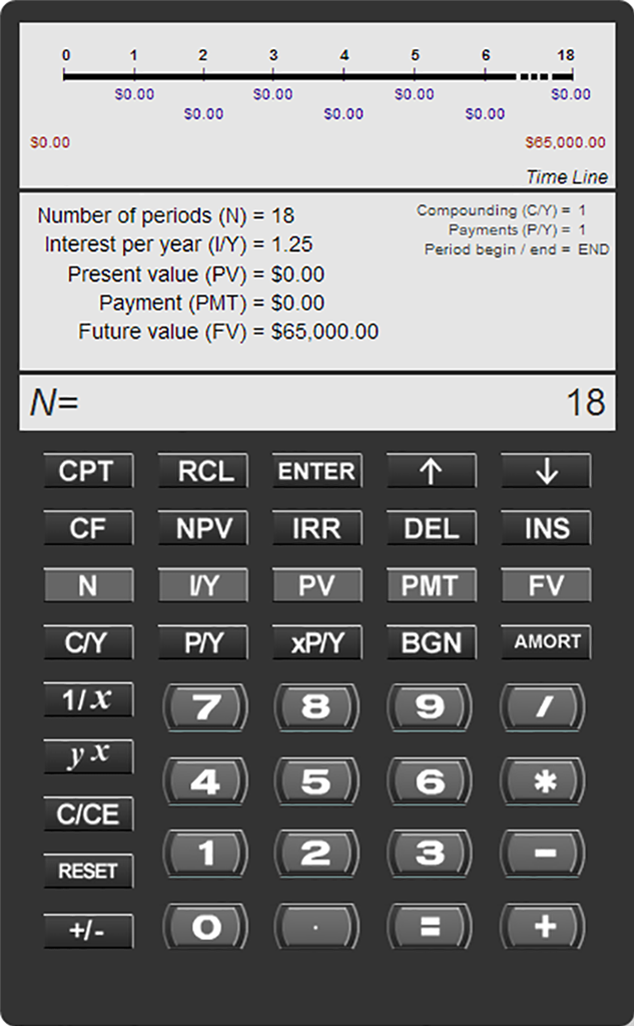 0 1 2 3 4 5 6 18
$0.00 $0.00 $0.00 $0.00
$0.00 $0.00 $0.00
$0.00 $65,000.00
Time Line
Number of periods (N) = 18
Interest per year (I/Y) = 1.25
Present value (PV) = $0.00
Payment (PMT) = $0.00
Future value (FV) = $65,000.00
Compounding (C/Y) = 1
Payments (P/Y) = 1
Period begin / end = END
N= 18
CPT RCL ENTER ↑ ↓
CF NPV IRR DEL INS
N I/Y PV PMT FV
C/Y P/Y xP/Y BGN AMORT
1/x 7 8 9 /
y x 4 5 6 *
C/CE 1 2 3 -
RESET
+/- 0 . = +